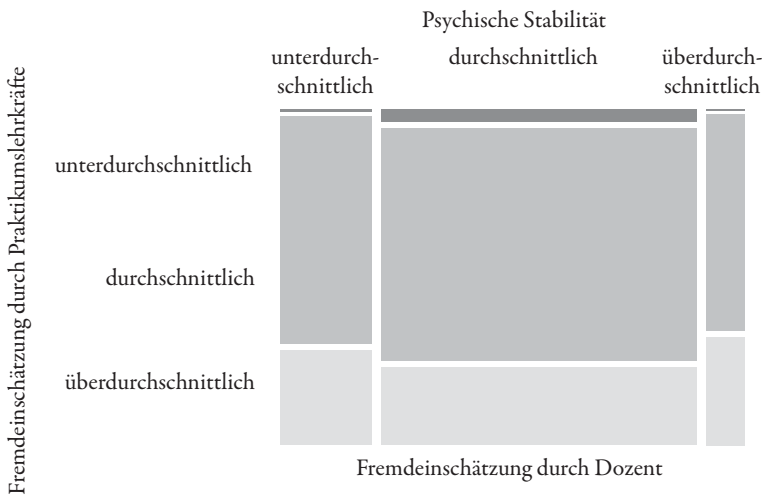 Psychische Stabilität
unterdurch-
schnittlich
durchschnittlich
überdurch-
schnittlich
Fremdeinschätzung durch Praktikumslehrkräfte
unterdurchschnittlich
durchschnittlich
überdurchschnittlich
Fremdeinschätzung durch Dozent